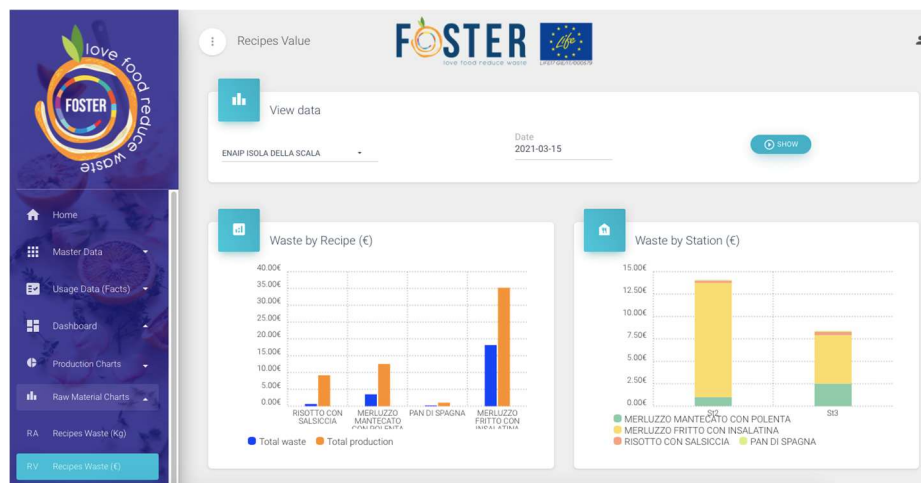 love food reduce waste
FOSTER
Home
Master Data
Usage Data (Facts)
Dashboard
Production Charts
Raw Material Charts
RA Recipes Waste (Kg)
RV Recipes Waste (€)
Recipes Value
FOSTER
love food reduce waste
Life
View data
ENAIP ISOLA DELLA SCALA
Date
2021-03-15
SHOW
Waste by Recipe (€)
40.00€
35.00€
30.00€
25.00€
20.00€
15.00€
10.00€
5.00€
0.00€
RISOTTO CON SALSICCIA
MERLUZZO MANTECATO CON POLENTA
PAN DI SPAGNA
MERLUZZO FRITTO CON INSALATINA
Total waste Total production
Waste by Station (€)
15.00€
12.50€
10.00€
7.50€
5.00€
2.50€
0.00€
St2 St3
MERLUZZO MANTECATO CON POLENTA
MERLUZZO FRITTO CON INSALATINA
RISOTTO CON SALSICCIA PAN DI SPAGNA